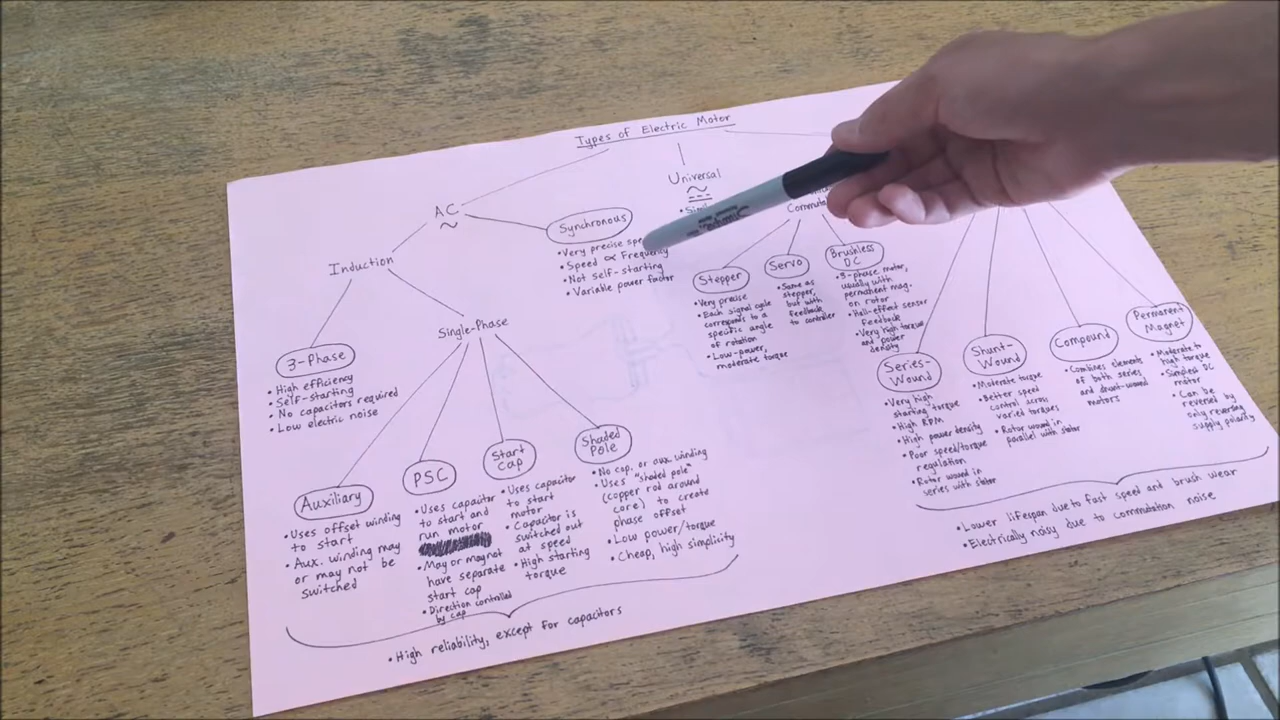 Types of Electric Motor
AC
~
Universal
Induction
Synchronous
• Very precise
• Speed ∝ Frequency
• Not self-starting
• Variable power factor
3-Phase
• High efficiency
• Self-starting
• No capacitors required
• Low electric noise
Single-Phase
Auxiliary
• Uses offset winding
to start
• Aux. winding may
or may not be
switched
PSC
• Uses capacitor
to start and
run motor
• May or may not
have separate
start cap
• Direction controlled
by cap
Start
Cap
• Uses capacitor
to start
motor
• Capacitor is
switched out
at speed
• High starting
torque
Shaded
Pole
• No cap. or aux. winding
• Uses "shaded pole"
(copper rod around
core) to create
phase offset
• Low power/torque
• Cheap, high simplicity
• High reliability, except for capacitors
Stepper
• Very precise
• Each signal cycle
corresponds to a
specific angle
of rotation
• Low-power,
moderate torque
Servo
• Same as
stepper,
but with
feedback
to controller
Brushless
DC
• 3-phase motor,
usually with
permanent mag.
on rotor
• Hall-effect sensor
feedback
• Very high torque
and power
density
Series-
Wound
• Very high
starting torque
• High RPM
• High power density
• Poor speed/torque
regulation
• Rotor wound in
series with stator
Shunt-
Wound
• Moderate torque
• Better speed
control across
varied torques
• Rotor wound in
parallel with stator
Compound
• Combines elements
of both series
and shunt-wound
motors
Permanent
Magnet
• Moderate to
high torque
• Simplest DC
motor
• Can be
reversed by
only reversing
supply polarity
• Lower lifespan due to fast speed and brush wear
• Electrically noisy due to commutation noise